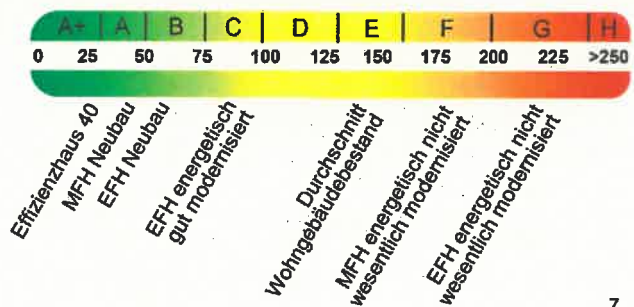 A+ A B C D E F G H
0 25 50 75 100 125 150 175 200 225 >250
Effizienzhaus 40
MFH Neubau
EFH Neubau
EFH energetisch
gut modernisiert
Durchschnitt
Wohngebäudebestand
MFH energetisch nicht
wesentlich modernisiert
EFH energetisch nicht
wesentlich modernisiert
7